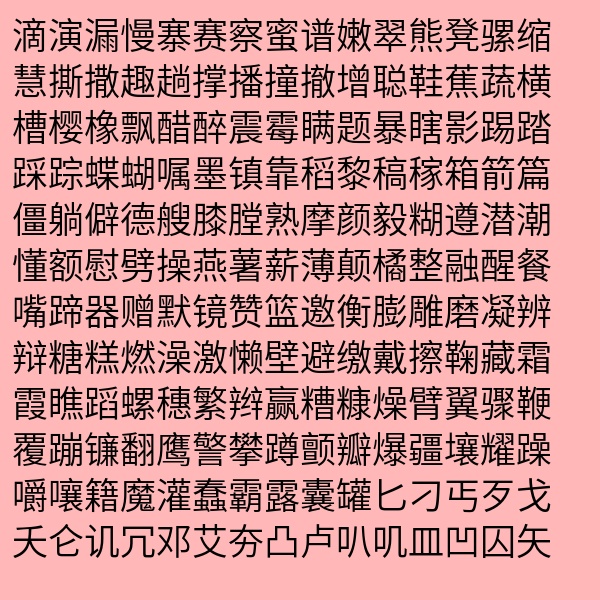 滴演漏慢寨赛察蜜谱嫩翠熊凳骡缩
慧撕撒趣趟撑播撞撤增聪鞋蕉蔬横
槽樱橡飘醋醉震霉瞒题暴瞎影踢踏
踩踪蝶蝴嘱墨镇靠稻黎稿稼箱箭篇
僵躺僻德艘膝膛熟摩颜毅糊遵潜潮
懂额慰劈操燕薯薪薄颠橘整融醒餐
嘴蹄器赠默镜赞篮邀衡膨雕磨凝辨
辩糖糕燃澡激懒壁避缴戴擦鞠藏霜
霞瞧蹈螺穗繁辫赢糟糠燥臂翼骤鞭
覆蹦镰翻鹰警攀蹲颤瓣爆疆壤耀躁
嚼嚷籍魔灌蠢霸露囊罐匕刁丐歹戈
夭仑讥冗邓艾夯凸卢叭叽皿凹囚矢